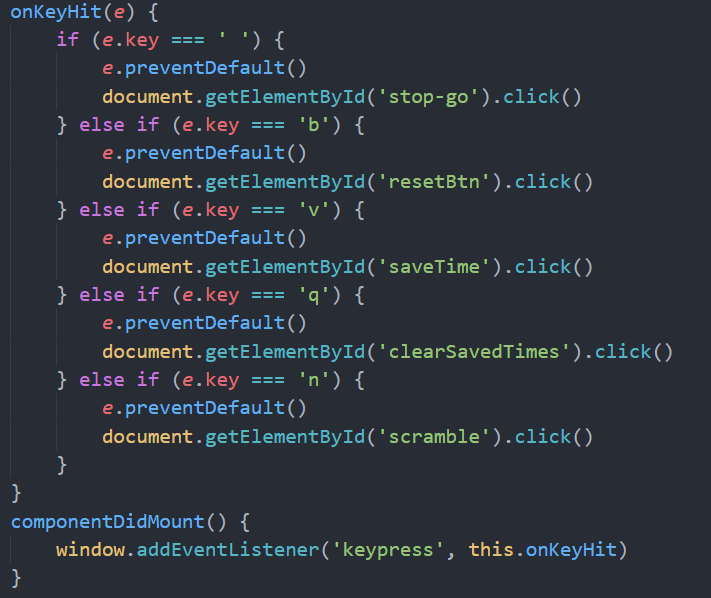 onKeyHit(e) {
    if (e.key === ' ') {
        e.preventDefault()
        document.getElementById('stop-go').click()
    } else if (e.key === 'b') {
        e.preventDefault()
        document.getElementById('resetBtn').click()
    } else if (e.key === 'v') {
        e.preventDefault()
        document.getElementById('saveTime').click()
    } else if (e.key === 'q') {
        e.preventDefault()
        document.getElementById('clearSavedTimes').click()
    } else if (e.key === 'n') {
        e.preventDefault()
        document.getElementById('scramble').click()
    }
}
componentDidMount() {
    window.addEventListener('keypress', this.onKeyHit)
}